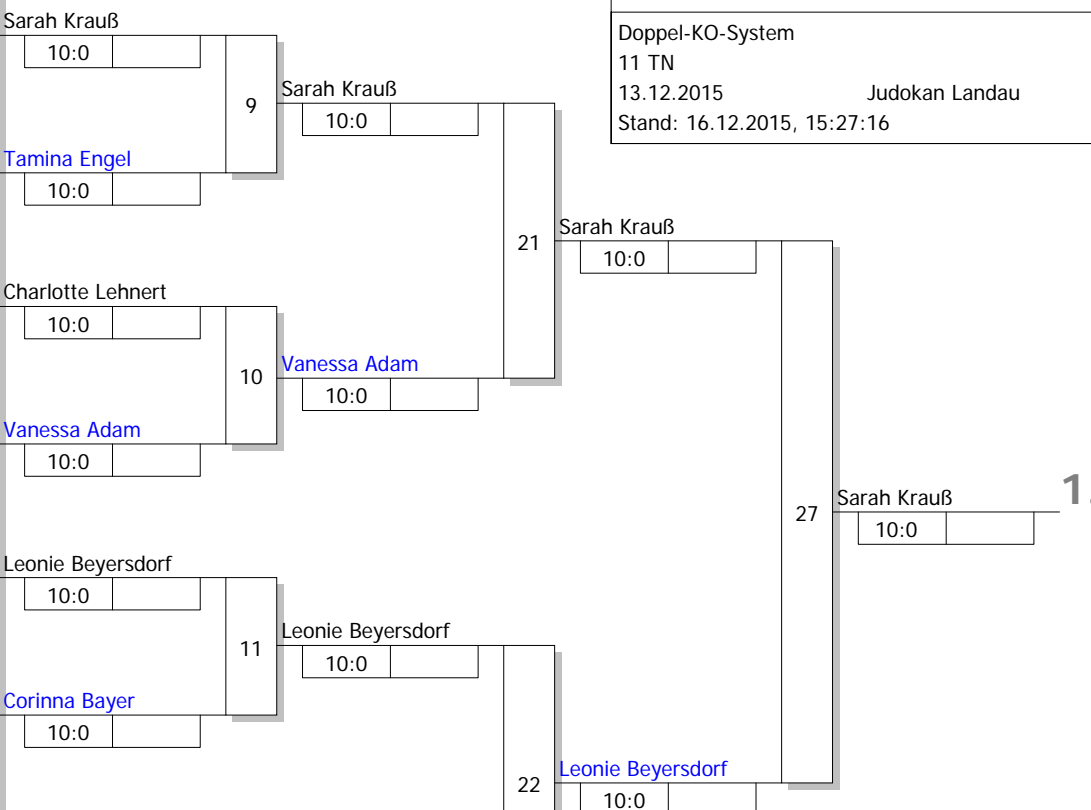 Doppel-KO-System
11 TN
13.12.2015 Judokan Landau
Stand: 16.12.2015, 15:27:16
Sarah Krauß
10:0
9
Sarah Krauß
10:0
Tamina Engel
10:0
21
Sarah Krauß
10:0
Charlotte Lehnert
10:0
10
Vanessa Adam
10:0
Vanessa Adam
10:0
27
Sarah Krauß
10:0
1.
Leonie Beyersdorf
10:0
11
Leonie Beyersdorf
10:0
Corinna Bayer
10:0
22
Leonie Beyersdorf
10:0